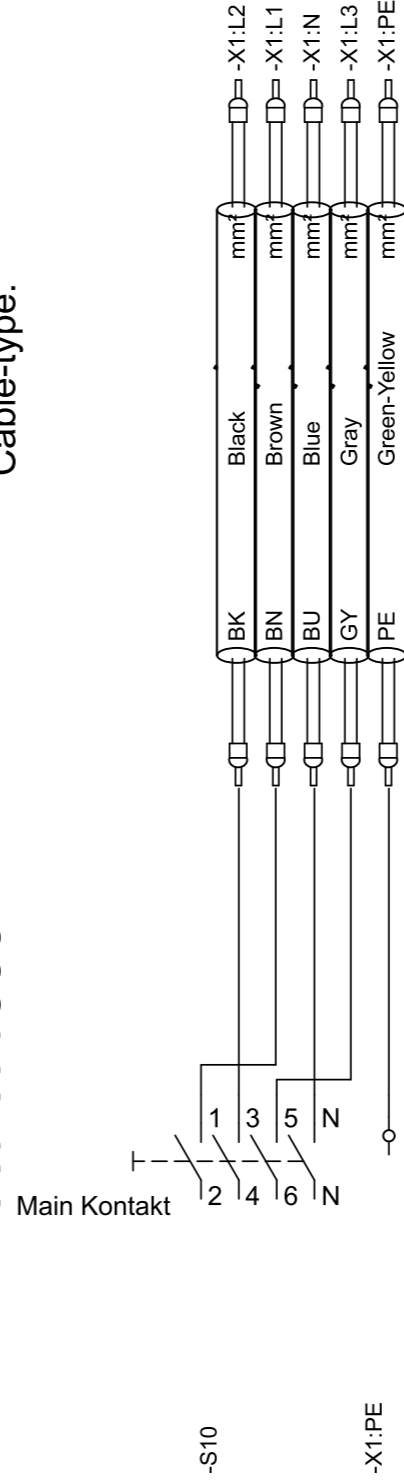 -X1:L2
-X1:L1
-X1:N
-X1:L3
-X1:PE
mm²
mm²
mm²
mm²
mm²
Cable-type:
Black
Brown
Blue
Gray
Green-Yellow
BK
BN
BU
GY
PE
1 3 5 N
Main Kontakt
2 4 6 N
-S10
-X1:PE